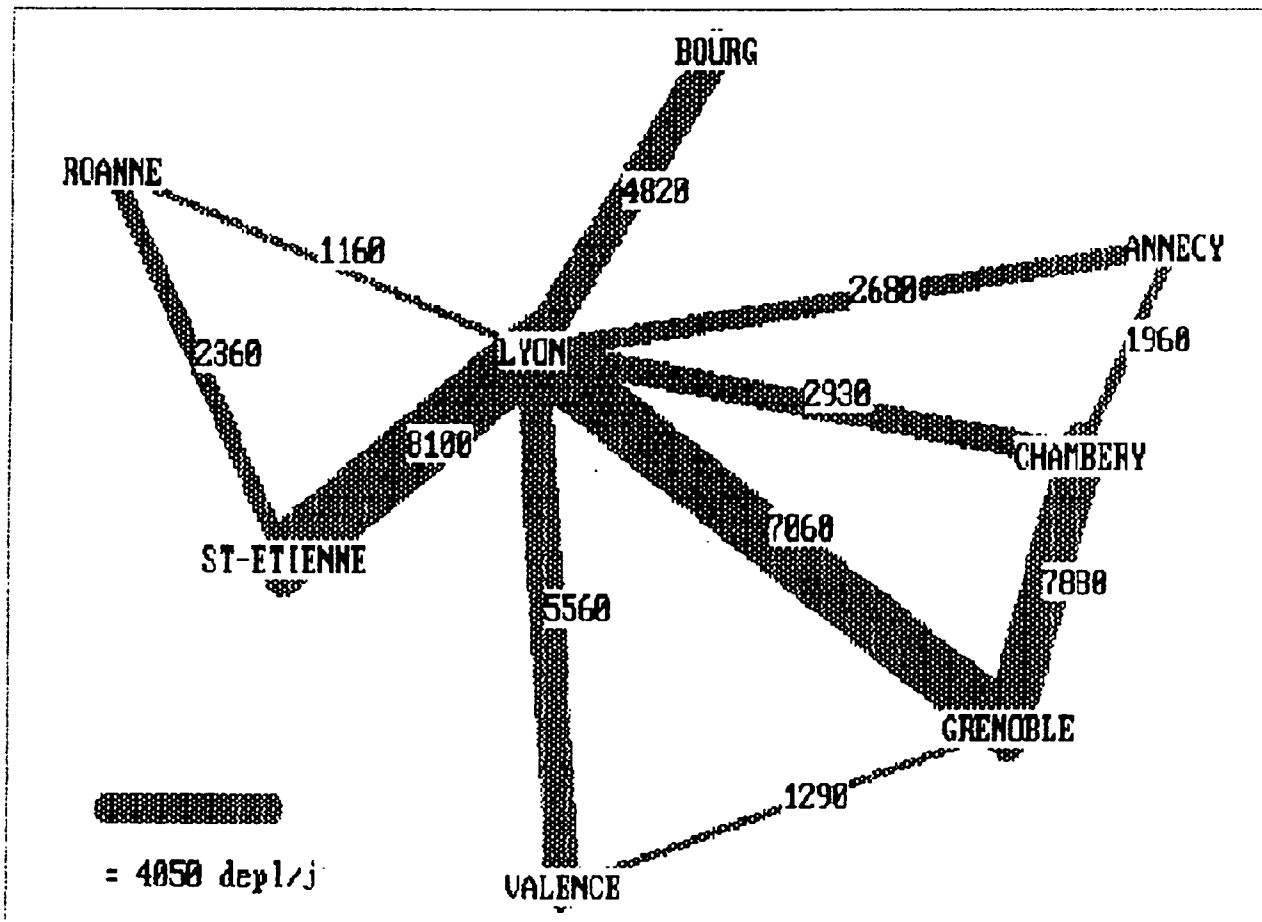 BOURG
ROANNE
4820
1160
ANNECY
2680
1960
LYON
2360
2930
8100
CHAMBERY
7060
ST-ETIENNE
5560
7830
GRENOBLE
1290
= 4050 depl/j
VALENCE